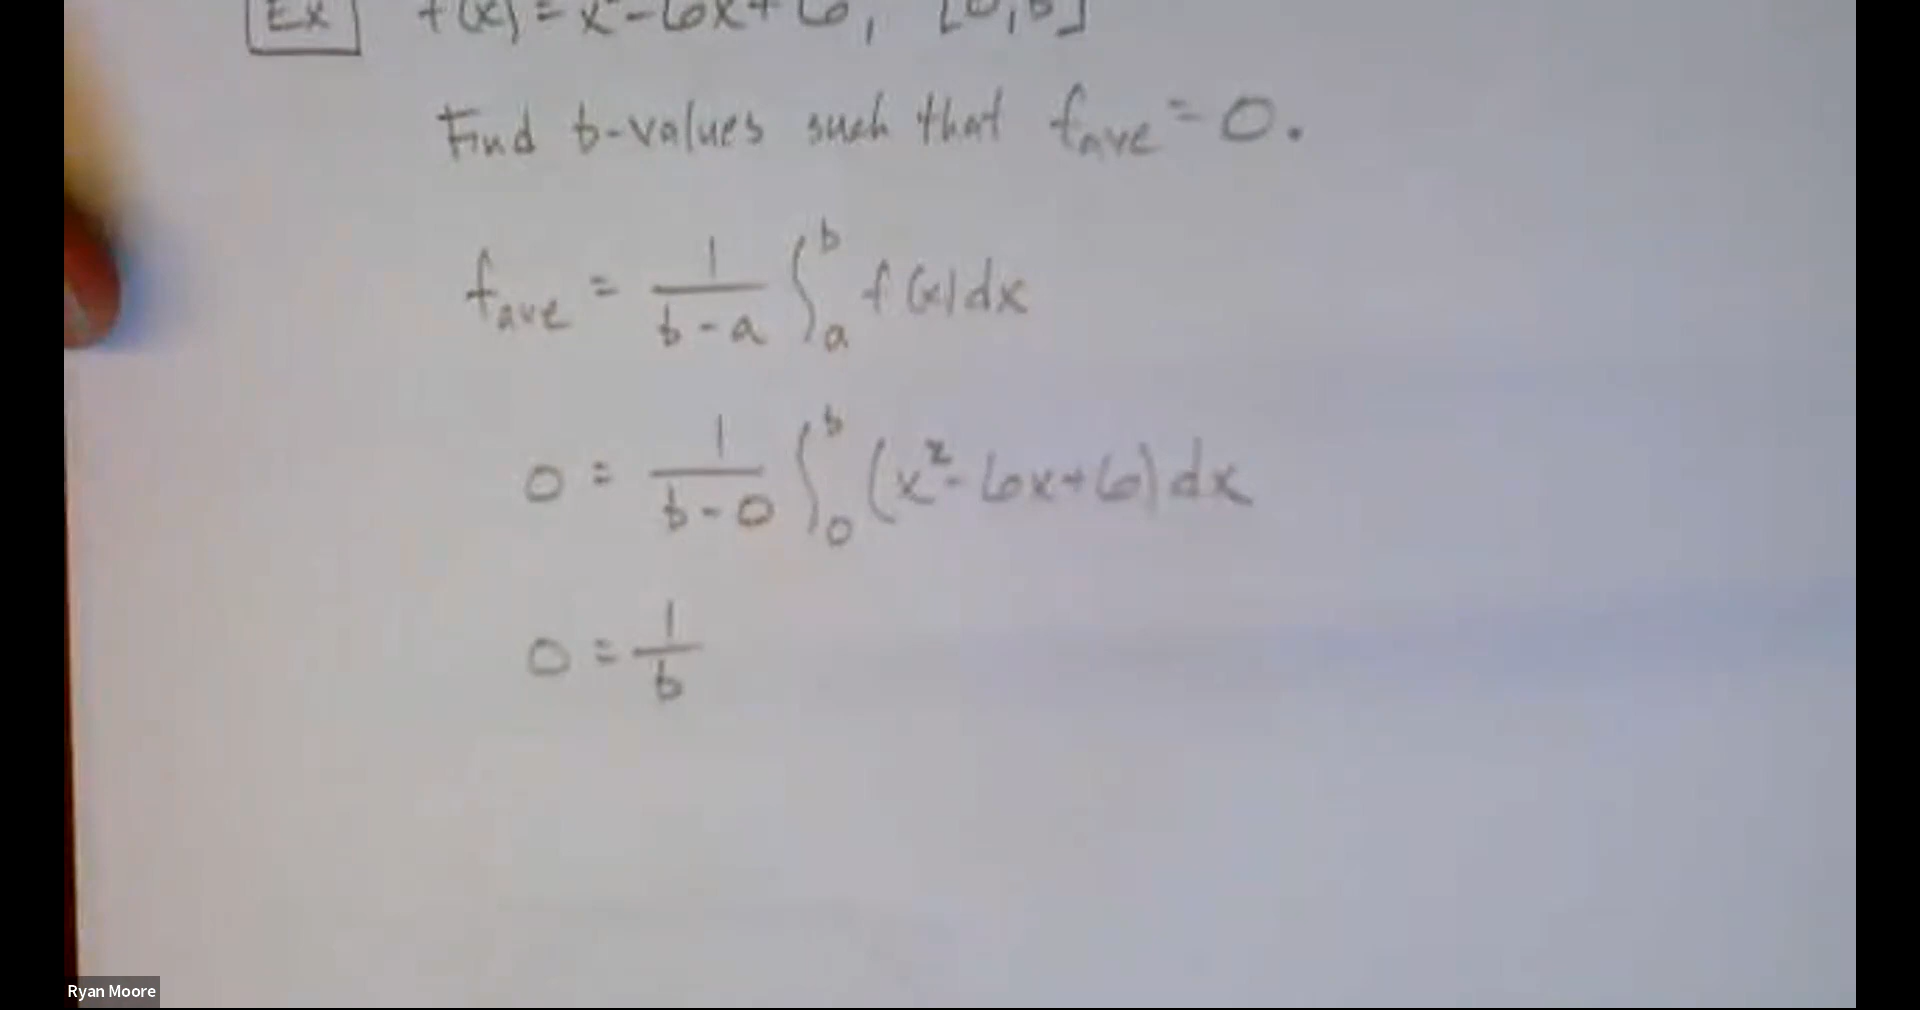 Ex f(x) = x² - 6x + 6, [0, b]
Find b-values such that f_ave = 0.
f_ave = 1/(b - a) ∫_a^b f(x) dx
0 = 1/(b - 0) ∫_0^b (x² - 6x + 6) dx
0 = 1/b
Ryan Moore